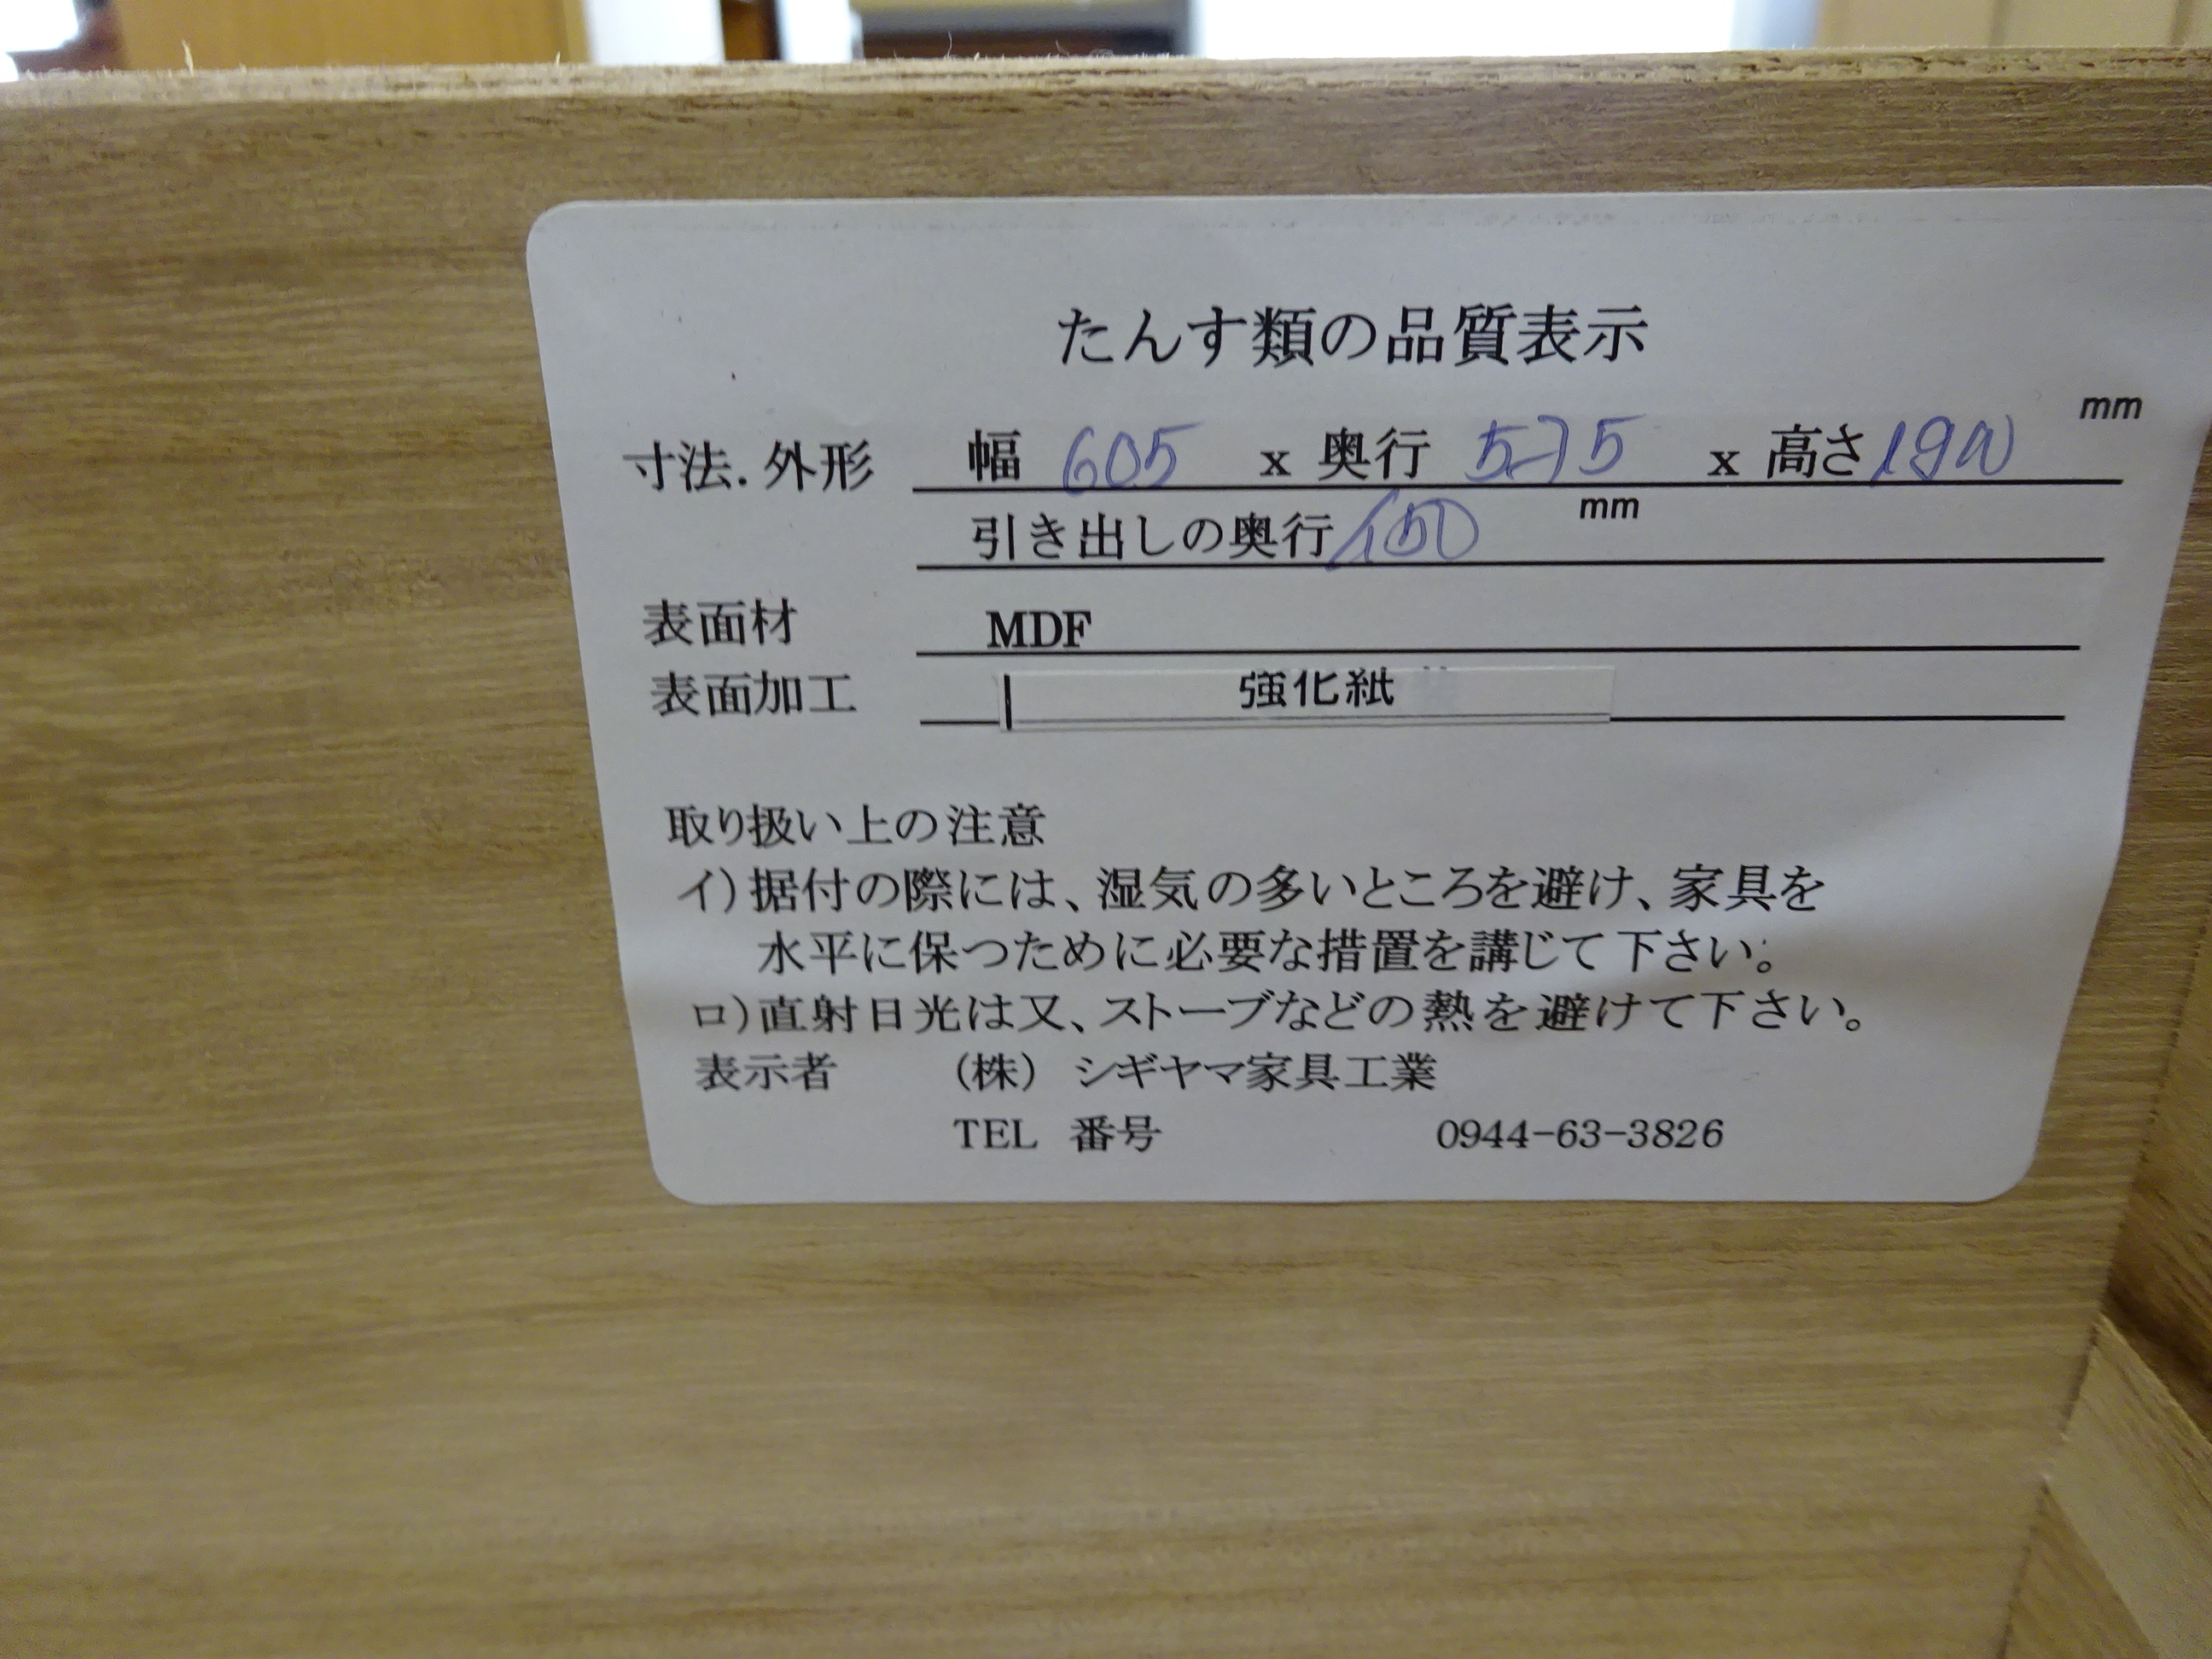 たんす類の品質表示
mm
寸法.外形 幅 605 x 奥行 575 x 高さ 1900
引き出しの奥行 mm
表面材 MDF
表面加工 強化紙
取り扱い上の注意
イ)据付の際には、湿気の多いところを避け、家具を
水平に保つために必要な措置を講じて下さい。
ロ)直射日光は又、ストーブなどの熱を避けて下さい。
表示者 (株) シギヤマ家具工業
TEL 番号 0944-63-3826